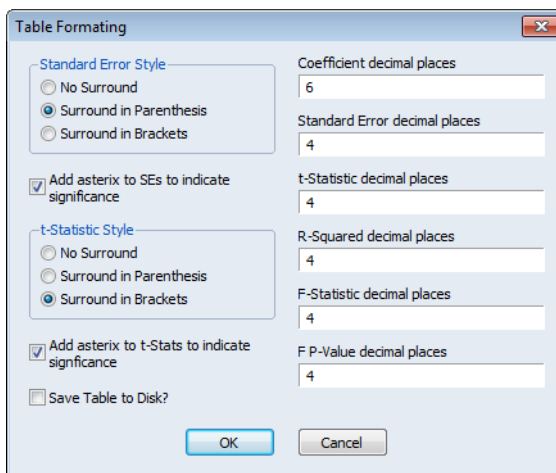 Table Formating
Standard Error Style
No Surround
Surround in Parenthesis
Surround in Brackets
Add asterix to SEs to indicate
significance
t-Statistic Style
No Surround
Surround in Parenthesis
Surround in Brackets
Add asterix to t-Stats to indicate
signficance
Save Table to Disk?
Coefficient decimal places
6
Standard Error decimal places
4
t-Statistic decimal places
4
R-Squared decimal places
4
F-Statistic decimal places
4
F P-Value decimal places
4
OK
Cancel